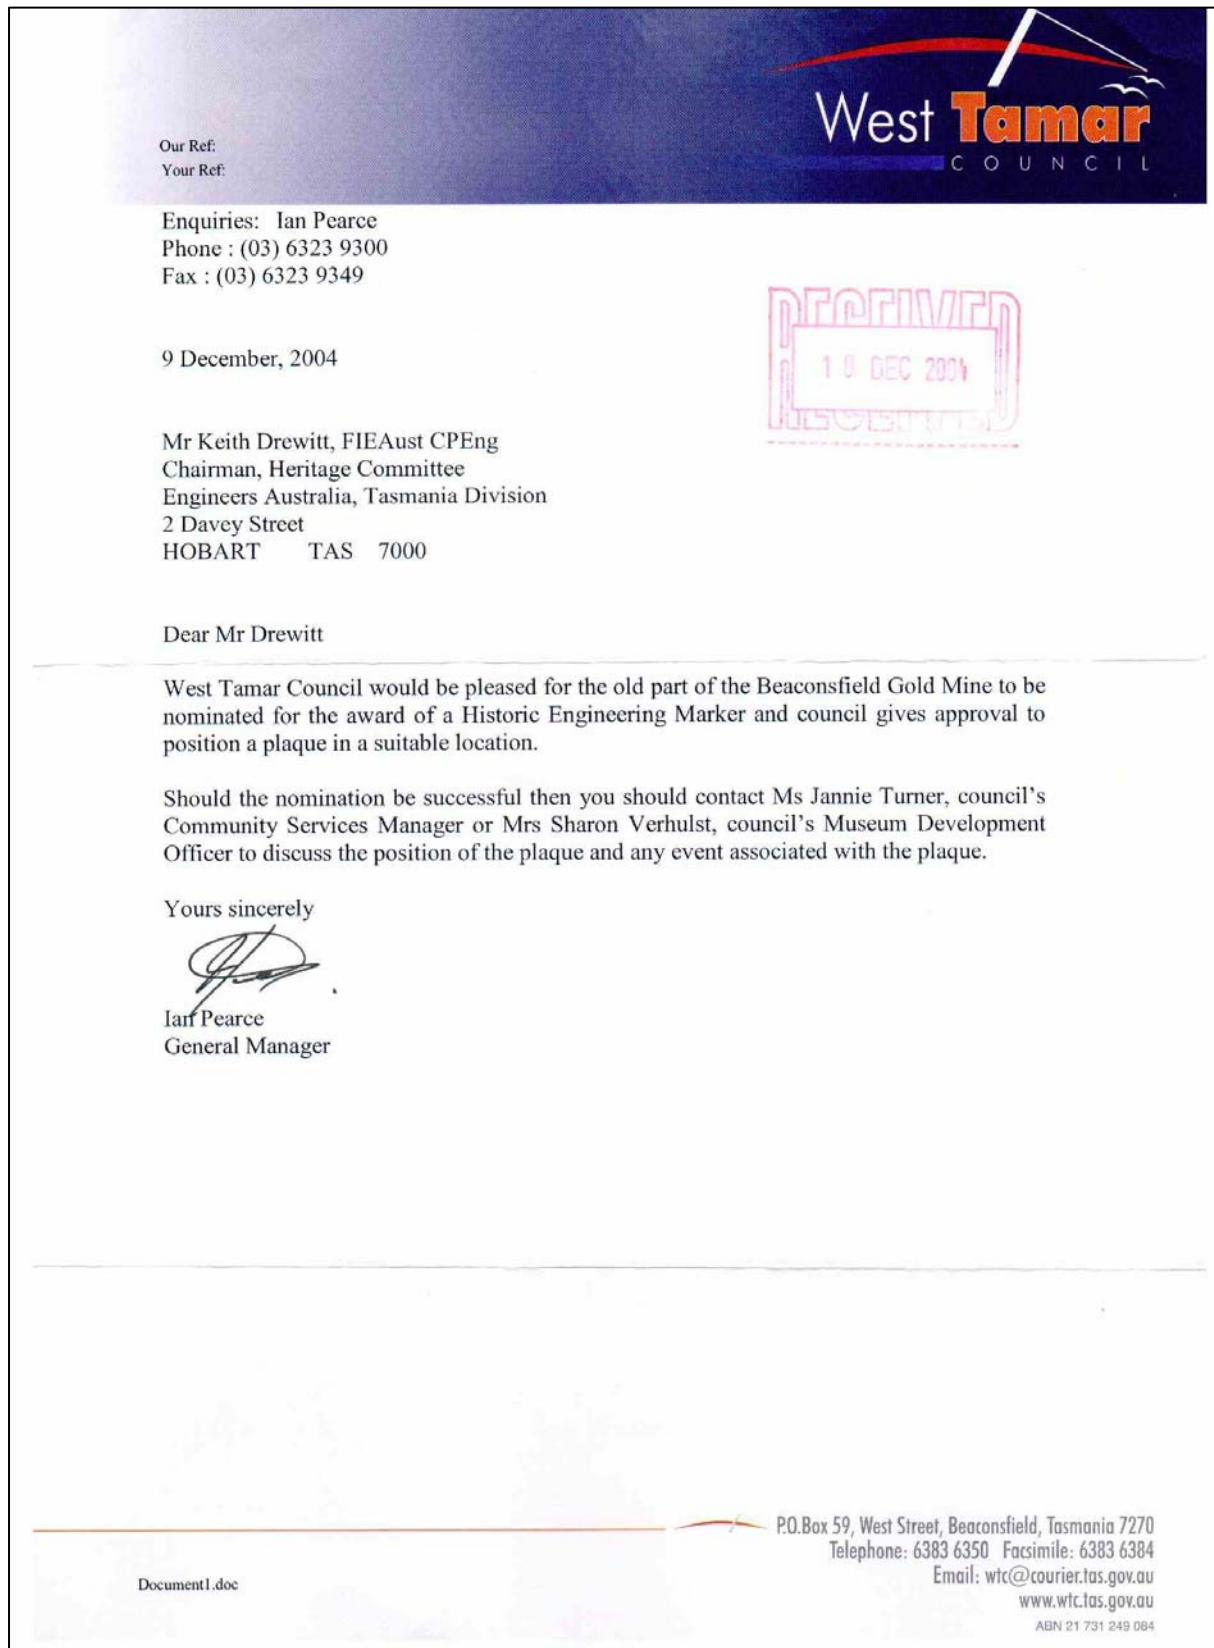 West Tamar
COUNCIL
Our Ref:
Your Ref:
Enquiries: Ian Pearce
Phone : (03) 6323 9300
Fax : (03) 6323 9349
RECEIVED
DEC 2004
RECEIVED
9 December, 2004
Mr Keith Drewitt, FIEAust CPEng
Chairman, Heritage Committee
Engineers Australia, Tasmania Division
2 Davey Street
HOBART TAS 7000
Dear Mr Drewitt
West Tamar Council would be pleased for the old part of the Beaconsfield Gold Mine to be
nominated for the award of a Historic Engineering Marker and council gives approval to
position a plaque in a suitable location.
Should the nomination be successful then you should contact Ms Jannie Turner, council's
Community Services Manager or Mrs Sharon Verhulst, council's Museum Development
Officer to discuss the position of the plaque and any event associated with the plaque.
Yours sincerely
Ian Pearce
General Manager
P.O.Box 59, West Street, Beaconsfield, Tasmania 7270
Telephone: 6383 6350 Facsimile: 6383 6384
Email: wtc@courier.tas.gov.au
www.wtc.tas.gov.au
ABN 21 731 249 084
Document1.doc